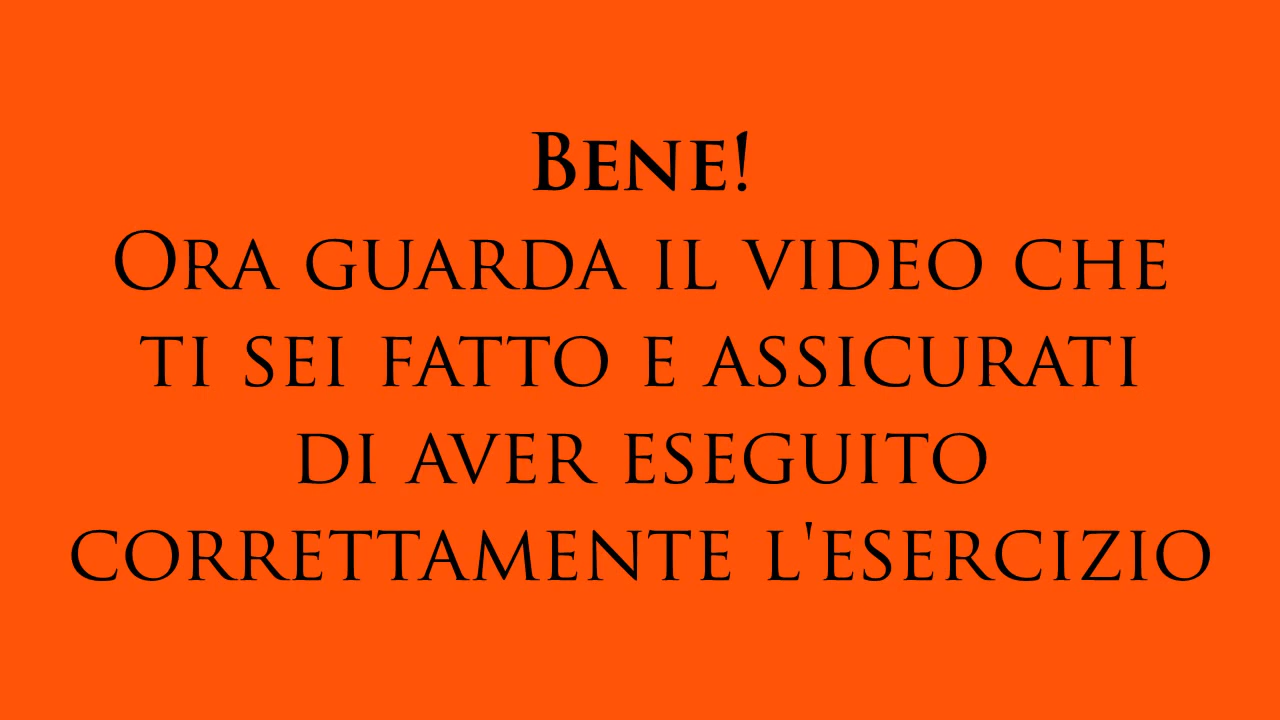 Bene!
Ora guarda il video che
ti sei fatto e assicurati
di aver eseguito
correttamente l'esercizio